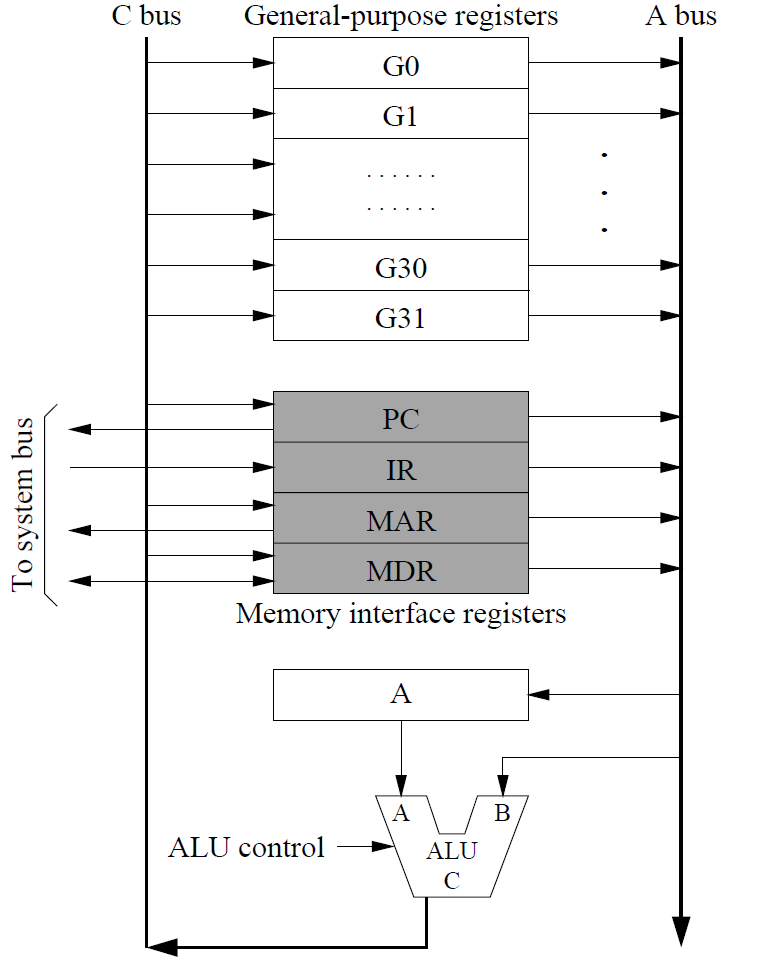 C bus
General-purpose registers
A bus
G0
G1
. . . . . .
. . . . . .
G30
G31
To system bus
PC
IR
MAR
MDR
Memory interface registers
A
A
B
ALU control
ALU
C